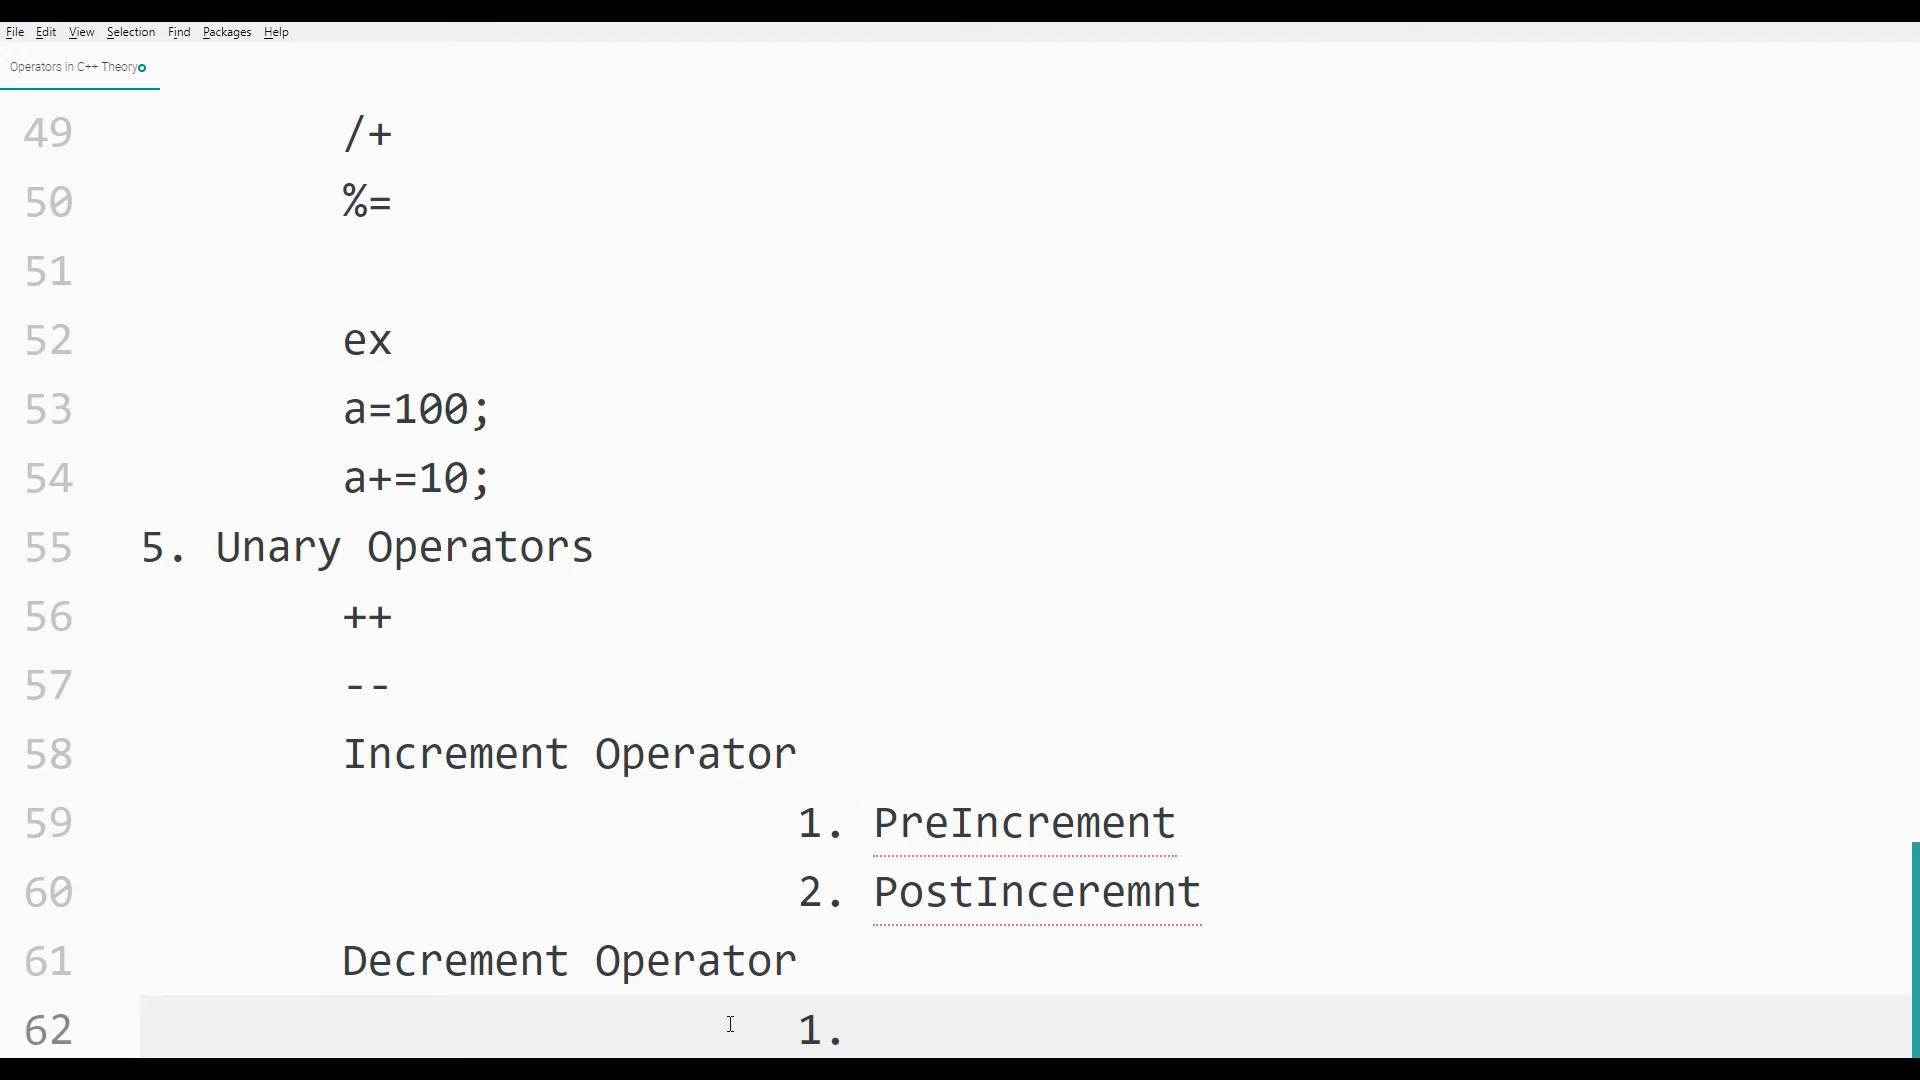 File Edit View Selection Find Packages Help
Operators in C++ Theory
49 /+
50 %=
51
52 ex
53 a=100;
54 a+=10;
55 5. Unary Operators
56 ++
57 --
58 Increment Operator
59 1. PreIncrement
60 2. PostInceremnt
61 Decrement Operator
62 1.